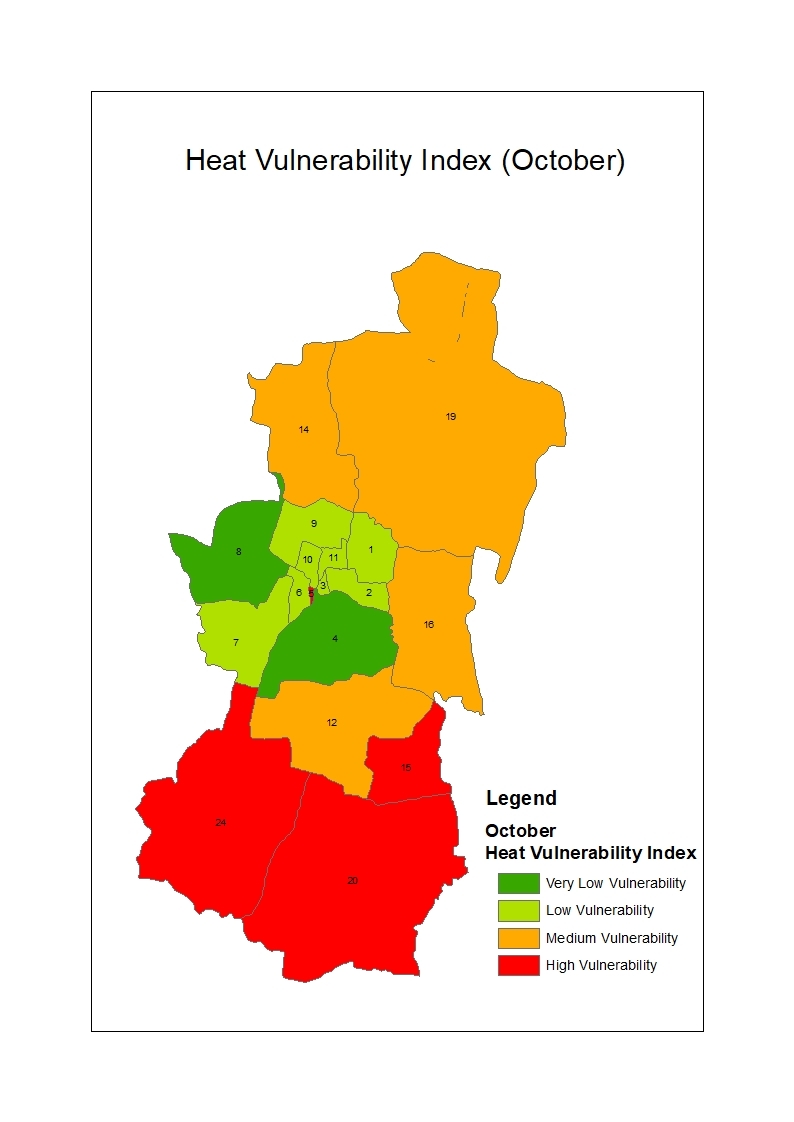 Heat Vulnerability Index (October)
19
14
9
8
1
10
11
3
6
5
2
7
4
16
12
15
24
20
Legend
October
Heat Vulnerability Index
Very Low Vulnerability
Low Vulnerability
Medium Vulnerability
High Vulnerability